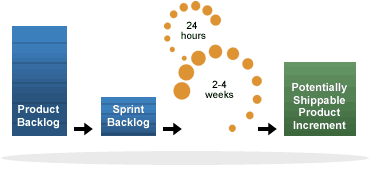 24
hours
2-4
weeks
Product
Backlog
Sprint
Backlog
Potentially
Shippable
Product
Increment